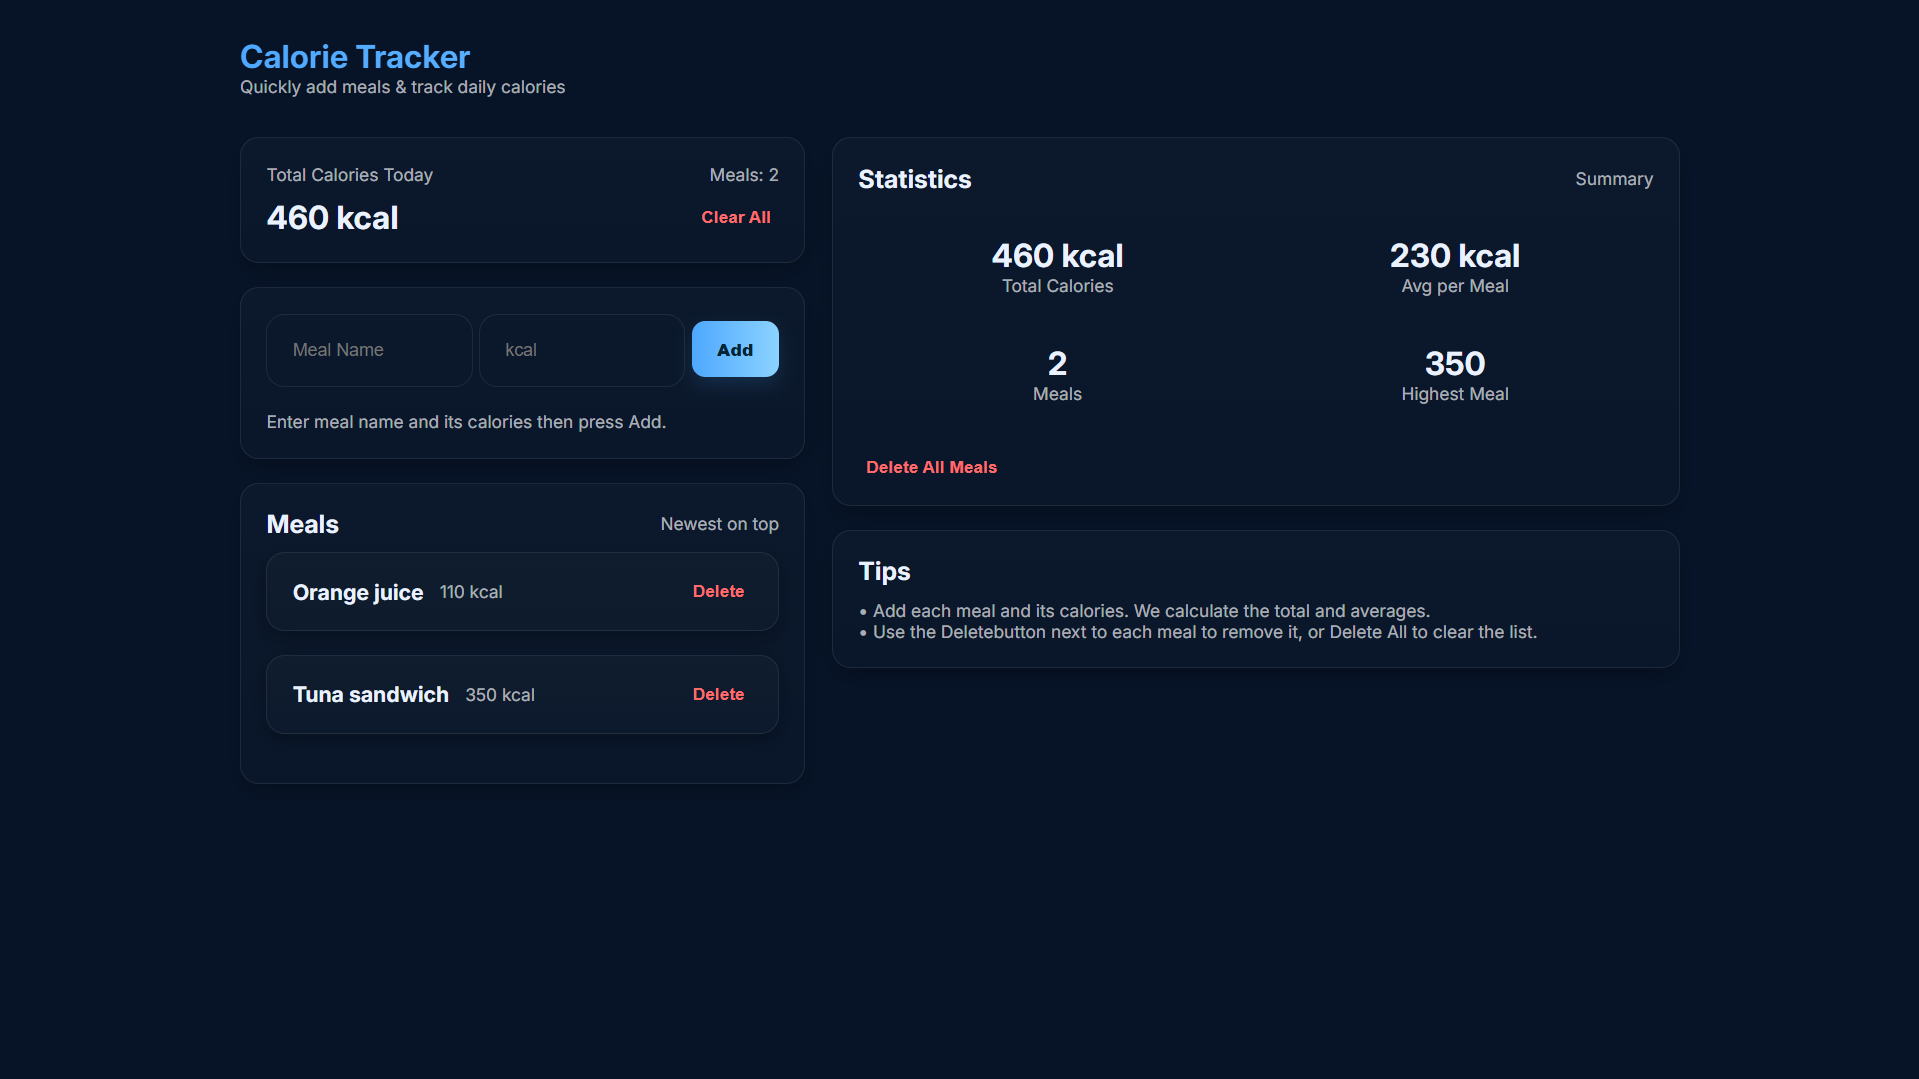 Calorie Tracker
Quickly add meals & track daily calories
Total Calories Today
Meals: 2
460 kcal
Clear All
Meal Name
kcal
Add
Enter meal name and its calories then press Add.
Meals
Newest on top
Orange juice 110 kcal
Delete
Tuna sandwich 350 kcal
Delete
Statistics
Summary
460 kcal
Total Calories
230 kcal
Avg per Meal
2
Meals
350
Highest Meal
Delete All Meals
Tips
• Add each meal and its calories. We calculate the total and averages.
• Use the Deletebutton next to each meal to remove it, or Delete All to clear the list.